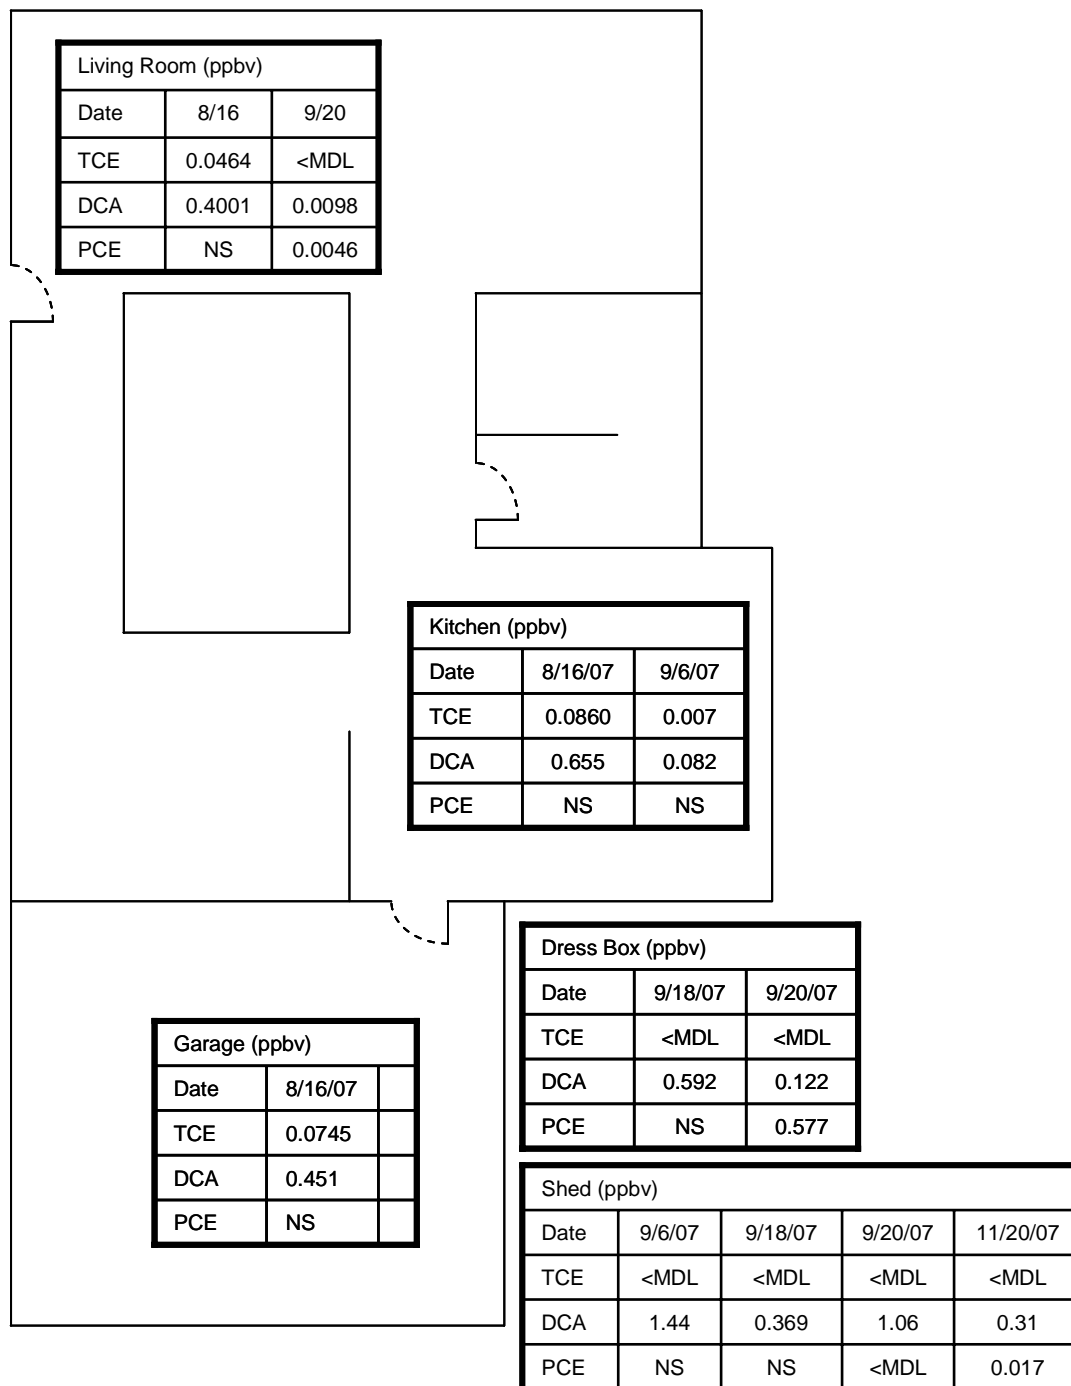 Living Room (ppbv)
Date 8/16 9/20
TCE 0.0464 <MDL
DCA 0.4001 0.0098
PCE NS 0.0046
Kitchen (ppbv)
Date 8/16/07 9/6/07
TCE 0.0860 0.007
DCA 0.655 0.082
PCE NS NS
Dress Box (ppbv)
Date 9/18/07 9/20/07
TCE <MDL <MDL
DCA 0.592 0.122
PCE NS 0.577
Garage (ppbv)
Date 8/16/07
TCE 0.0745
DCA 0.451
PCE NS
Shed (ppbv)
Date 9/6/07 9/18/07 9/20/07 11/20/07
TCE <MDL <MDL <MDL <MDL
DCA 1.44 0.369 1.06 0.31
PCE NS NS <MDL 0.017